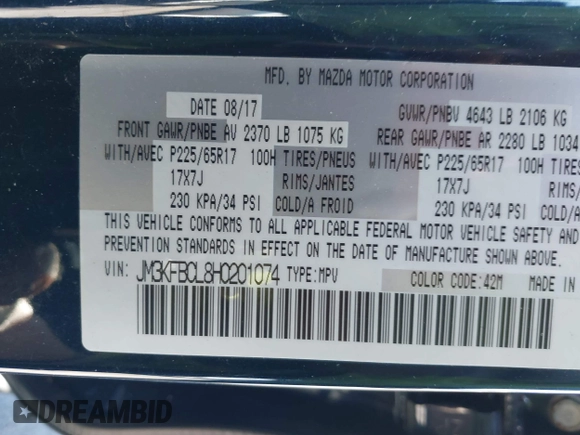 MFD. BY MAZDA MOTOR CORPORATION
DATE 08/17 GVWR/PNBV 4643 LB 2106 KG
FRONT GAWR/PNBE AV 2370 LB 1075 KG REAR GAWR/PNBE AR 2280 LB 1034
WITH/AVEC P225/65R17 100H TIRES/PNEUS WITH/AVEC P225/65R17 100H TIRES
17X7J RIMS/JANTES 17X7J RIMS/
230 KPA/34 PSI COLD/A FROID 230 KPA/34 PSI COLD/
THIS VEHICLE CONFORMS TO ALL APPLICABLE FEDERAL MOTOR VEHICLE SAFETY AND
PREVENTION STANDARDS IN EFFECT ON THE DATE OF MANUFACTURE SHOWN ABOVE.
VIN: JM3KFBCL8H0201074 TYPE:MPV COLOR CODE:42M MADE IN
DREAMBID